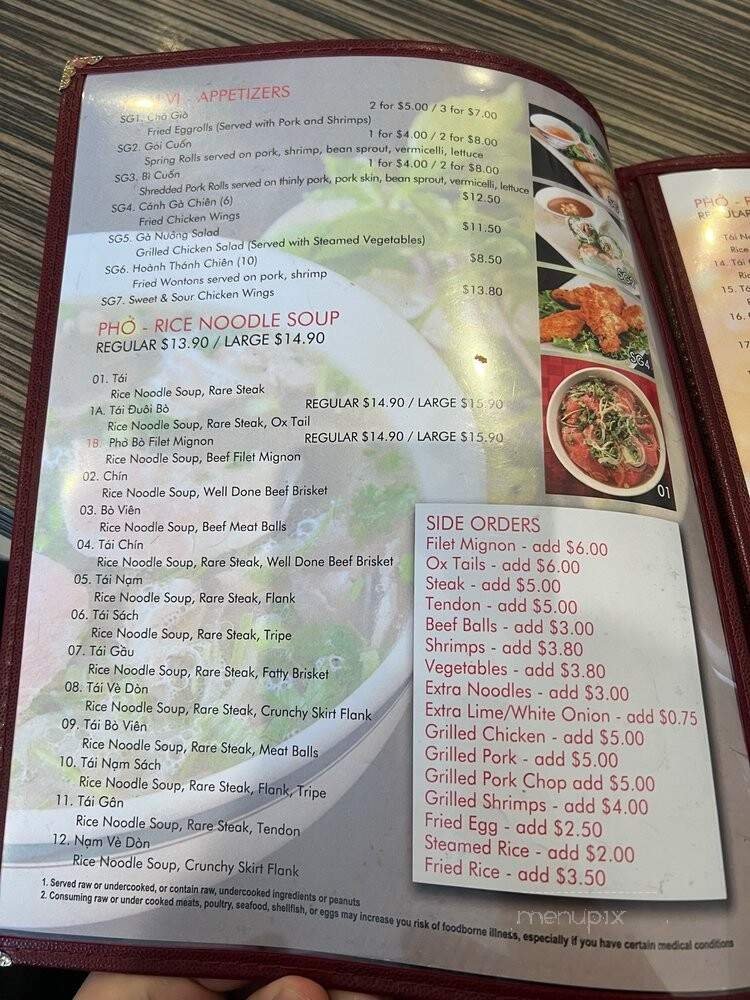 VỊ - APPETIZERS
SG1. Chả Giò 2 for $5.00 / 3 for $7.00
Fried Eggrolls (Served with Pork and Shrimps)
SG2. Gỏi Cuốn 1 for $4.00 / 2 for $8.00
Spring Rolls served on pork, shrimp, bean sprout, vermicelli, lettuce
SG3. Bì Cuốn 1 for $4.00 / 2 for $8.00
Shredded Pork Rolls served on thinly pork, pork skin, bean sprout, vermicelli, lettuce
SG4. Cánh Gà Chiên (6) $12.50
Fried Chicken Wings
SG5. Gà Nướng Salad $11.50
Grilled Chicken Salad (Served with Steamed Vegetables)
SG6. Hoành Thánh Chiên (10) $8.50
Fried Wontons served on pork, shrimp
SG7. Sweet & Sour Chicken Wings $13.80
PHỞ - RICE NOODLE SOUP
REGULAR $13.90 / LARGE $14.90
01. Tái
Rice Noodle Soup, Rare Steak
1A. Tái Đuôi Bò REGULAR $14.90 / LARGE $15.90
Rice Noodle Soup, Rare Steak, Ox Tail
1B. Phở Bò Filet Mignon REGULAR $14.90 / LARGE $15.90
Rice Noodle Soup, Beef Filet Mignon
02. Chín
Rice Noodle Soup, Well Done Beef Brisket
03. Bò Viên
Rice Noodle Soup, Beef Meat Balls
04. Tái Chín
Rice Noodle Soup, Rare Steak, Well Done Beef Brisket
05. Tái Nạm
Rice Noodle Soup, Rare Steak, Flank
06. Tái Sách
Rice Noodle Soup, Rare Steak, Tripe
07. Tái Gầu
Rice Noodle Soup, Rare Steak, Fatty Brisket
08. Tái Vè Dòn
Rice Noodle Soup, Rare Steak, Crunchy Skirt Flank
09. Tái Bò Viên
Rice Noodle Soup, Rare Steak, Meat Balls
10. Tái Nạm Sách
Rice Noodle Soup, Rare Steak, Flank, Tripe
11. Tái Gân
Rice Noodle Soup, Rare Steak, Tendon
12. Nạm Vè Dòn
Rice Noodle Soup, Crunchy Skirt Flank
1. Served raw or undercooked, or contain raw, undercooked ingredients or peanuts
2. Consuming raw or under cooked meats, poultry, seafood, shellfish, or eggs may increase you risk of foodborne illness, especially if you have certain medical conditions
SG4
01
SIDE ORDERS
Filet Mignon - add $6.00
Ox Tails - add $6.00
Steak - add $5.00
Tendon - add $5.00
Beef Balls - add $3.00
Shrimps - add $3.80
Vegetables - add $3.80
Extra Noodles - add $3.00
Extra Lime/White Onion - add $0.75
Grilled Chicken - add $5.00
Grilled Pork - add $5.00
Grilled Pork Chop add $5.00
Grilled Shrimps - add $4.00
Fried Egg - add $2.50
Steamed Rice - add $2.00
Fried Rice - add $3.50
menupix
PHỞ - R
Tái N
Rice
14. Tái
Ric
15. Tá
16.
17